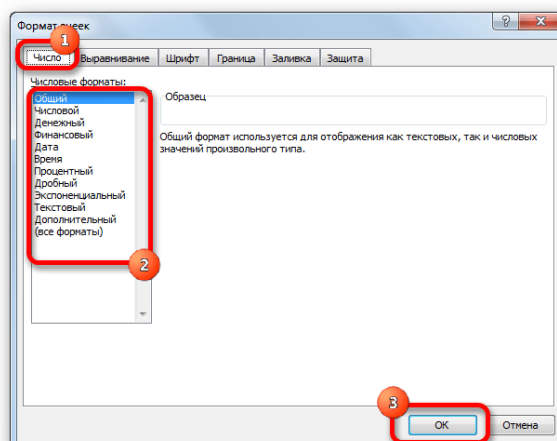 Формат ячеек
1
Число Выравнивание Шрифт Граница Заливка Защита
Числовые форматы:
Общий
Числовой
Денежный
Финансовый
Дата
Время
Процентный
Дробный
Экспоненциальный
Текстовый
Дополнительный
(все форматы)
2
Образец
Общий формат используется для отображения как текстовых, так и числовых
значений произвольного типа.
3
ОК Отмена